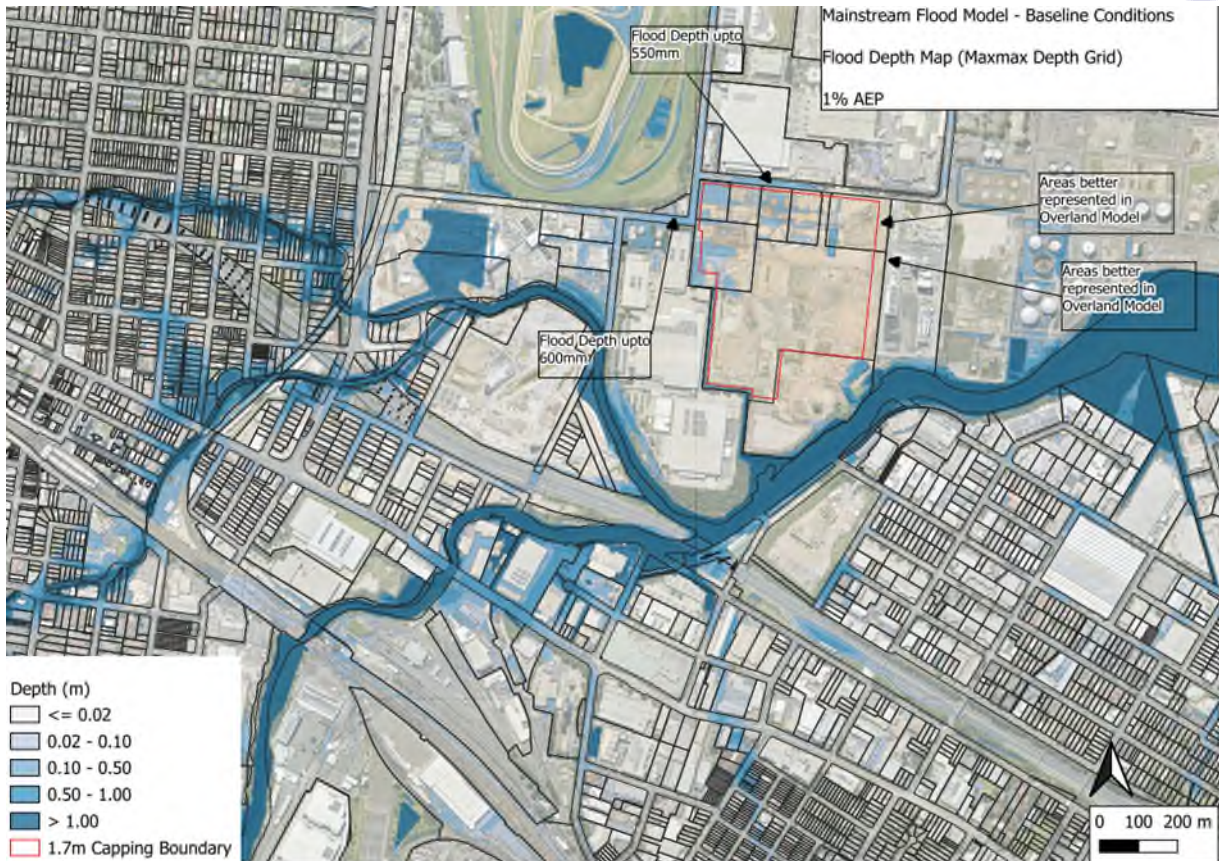 Mainstream Flood Model - Baseline Conditions
Flood Depth Map (Maxmax Depth Grid)
1% AEP
Flood Depth upto
550mm
Areas better
represented in
Overland Model
Areas better
represented in
Overland Model
Flood Depth upto
600mm
Depth (m)
<= 0.02
0.02 - 0.10
0.10 - 0.50
0.50 - 1.00
> 1.00
1.7m Capping Boundary
0 100 200 m